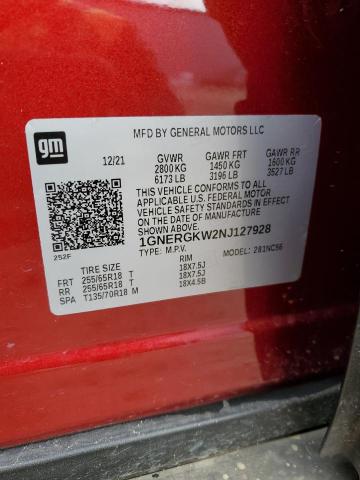 MFD BY GENERAL MOTORS LLC
gm
12/21 GVWR GAWR FRT GAWR RR
2800 KG 1450 KG 1600 KG
6173 LB 3196 LB 3527 LB
THIS VEHICLE CONFORMS TO ALL APPLICABLE U.S. FEDERAL MOTOR
VEHICLE SAFETY STANDARDS IN EFFECT ON THE
DATE OF MANUFACTURE SHOWN ABOVE.
1GNERGKW2NJ127928
TYPE: M.P.V. MODEL: 281NC56
252F
TIRE SIZE RIM
FRT 255/65R18 T 18X7.5J
RR 255/65R18 T 18X7.5J
SPA T135/70R18 M 18X4.5B